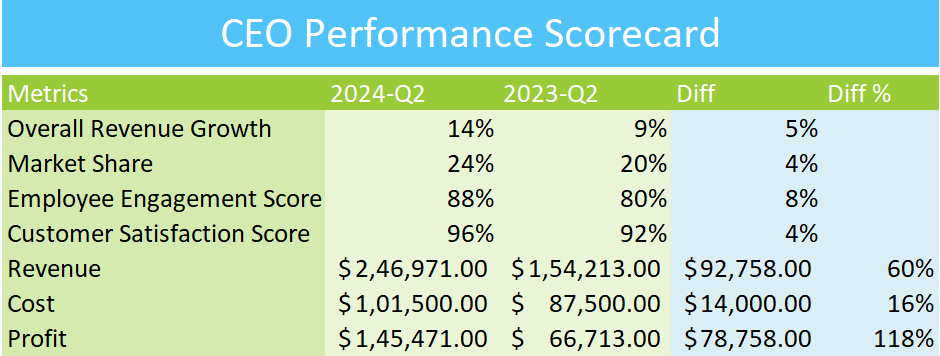 CEO Performance Scorecard
Metrics 2024-Q2 2023-Q2 Diff Diff %
Overall Revenue Growth 14% 9% 5%
Market Share 24% 20% 4%
Employee Engagement Score 88% 80% 8%
Customer Satisfaction Score 96% 92% 4%
Revenue $2,46,971.00 $1,54,213.00 $92,758.00 60%
Cost $1,01,500.00 $ 87,500.00 $14,000.00 16%
Profit $1,45,471.00 $ 66,713.00 $78,758.00 118%